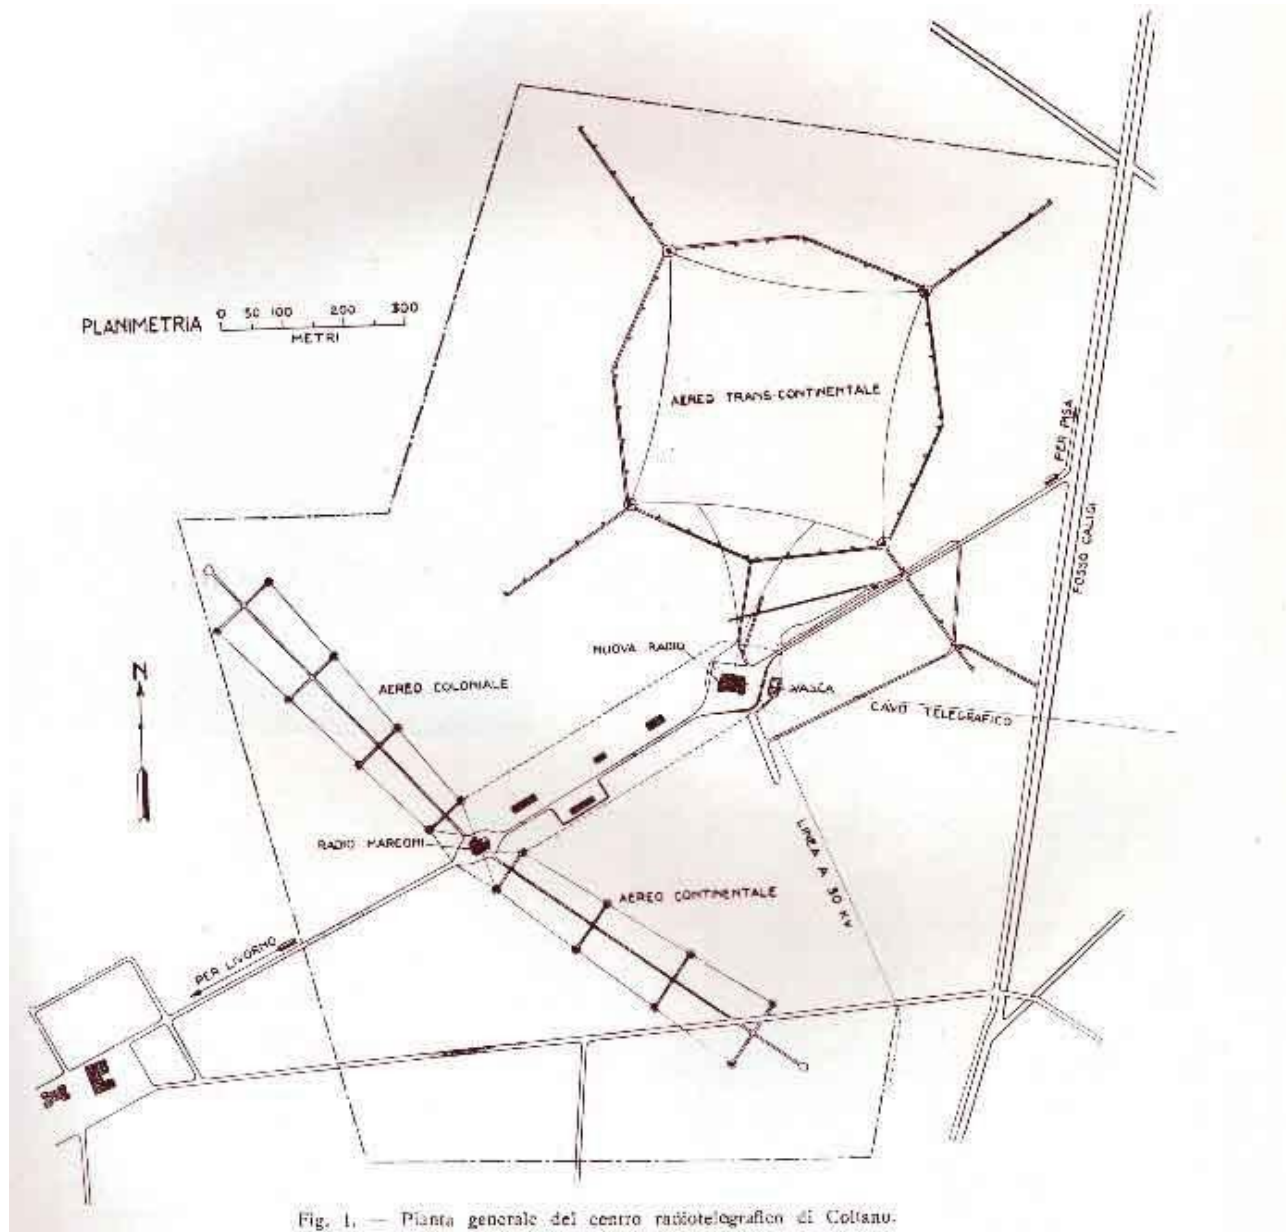 PLANIMETRIA
0 50 100 200 300
METRI
AEREO TRANS-CONTINENTALE
PER PISA
FOSSO CALIGI
N
NUOVA RADIO
VASCA
AEREO COLONIALE
CAVO TELEGRAFICO
RADIO MARCONI
LINEA A 30 KV
AEREO CONTINENTALE
PER LIVORNO
Fig. 1. — Pianta generale del centro radiotelegrafico di Coltano.